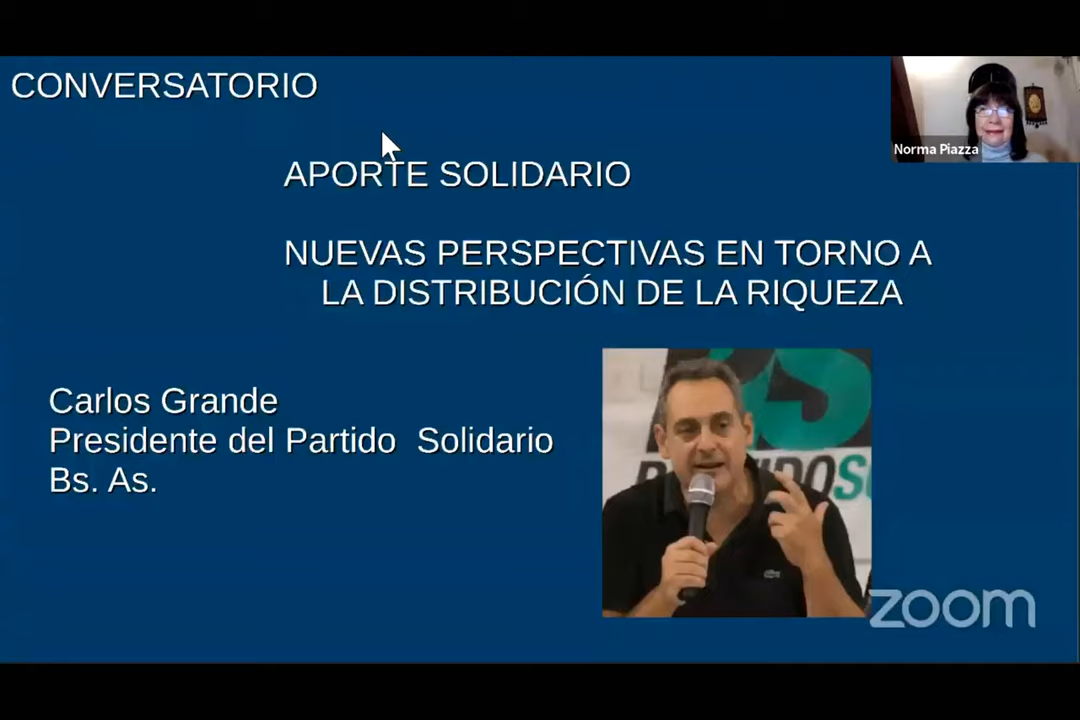 CONVERSATORIO
Norma Piazza
APORTE SOLIDARIO
NUEVAS PERSPECTIVAS EN TORNO A
LA DISTRIBUCIÓN DE LA RIQUEZA
Carlos Grande
Presidente del Partido  Solidario
Bs. As.
PS
zoom